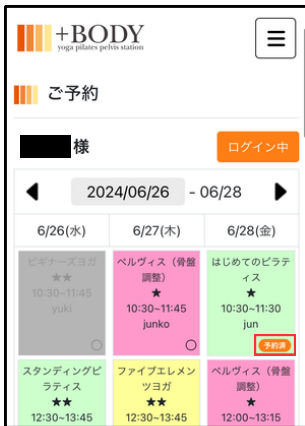 +BODY
yoga pilates pelvis station
ご予約
様
ログイン中
2024/06/26 - 06/28
6/26(水) 6/27(木) 6/28(金)
ビギナーズヨガ
★★
10:30~11:45
yuki
ペルヴィス（骨盤
調整）
★
10:30~11:45
junko
はじめてのピラテ
ィス
★
10:30~11:30
jun
予約済
スタンディングピ
ラティス
★★
12:30~13:45
ファイブエレメン
ツヨガ
★★
12:30~13:45
ペルヴィス（骨盤
調整）
★
12:00~13:15